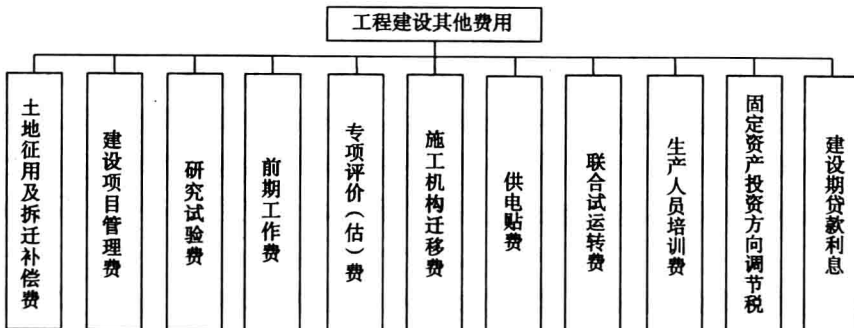 工程建设其他费用
土地征用及拆迁补偿费
建设项目管理费
研究试验费
前期工作费
专项评价(估)费
施工机构迁移费
供电贴费
联合试运转费
生产人员培训费
固定资产投资方向调节税
建设期贷款利息